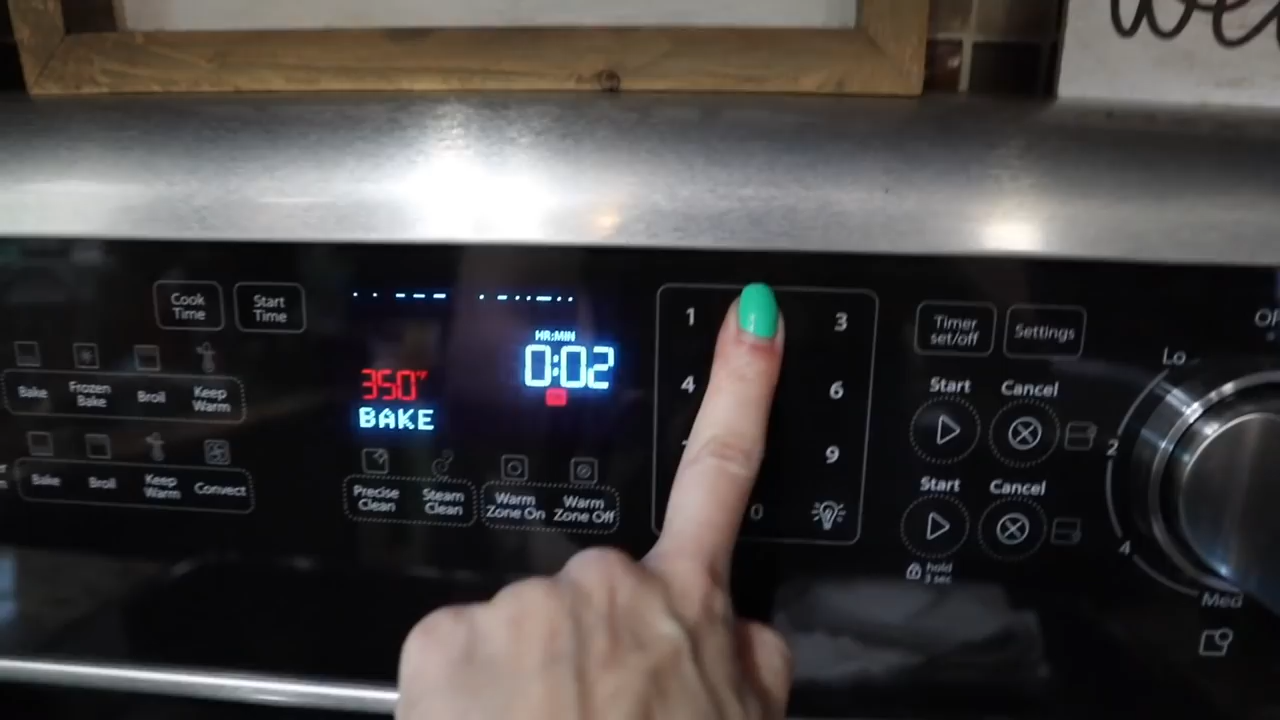 Cook
Time
Start
Time
Bake
Frozen
Bake
Broil
Keep
Warm
Bake
Broil
Keep
Warm
Convect
350°
BAKE
HR:MIN
0:02
Precise
Clean
Steam
Clean
Warm
Zone On
Warm
Zone Off
1
3
4
6
9
0
Timer
set/off
Settings
Start
Cancel
Start
Cancel
hold
3 sec
Lo
2
4
Med